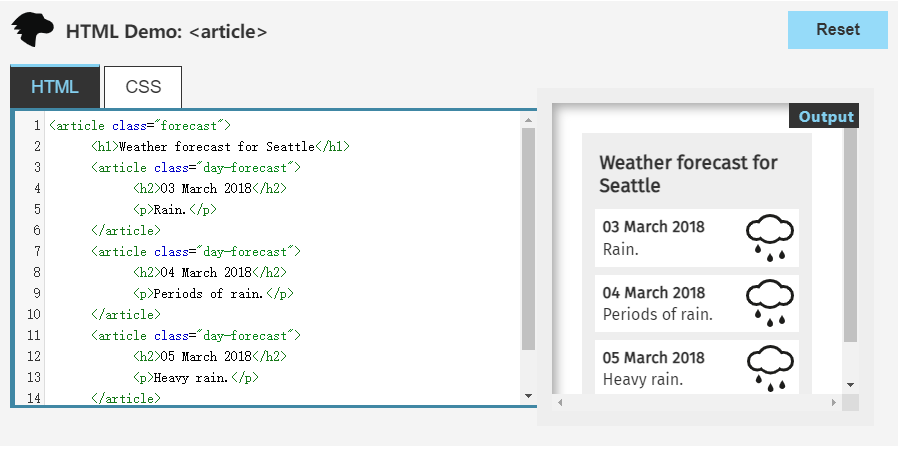 HTML Demo: <article>
Reset
HTML
CSS
1 <article class="forecast">
2 <h1>Weather forecast for Seattle</h1>
3 <article class="day-forecast">
4 <h2>03 March 2018</h2>
5 <p>Rain.</p>
6 </article>
7 <article class="day-forecast">
8 <h2>04 March 2018</h2>
9 <p>Periods of rain.</p>
10 </article>
11 <article class="day-forecast">
12 <h2>05 March 2018</h2>
13 <p>Heavy rain.</p>
14 </article>
Output
Weather forecast for
Seattle
03 March 2018
Rain.
04 March 2018
Periods of rain.
05 March 2018
Heavy rain.